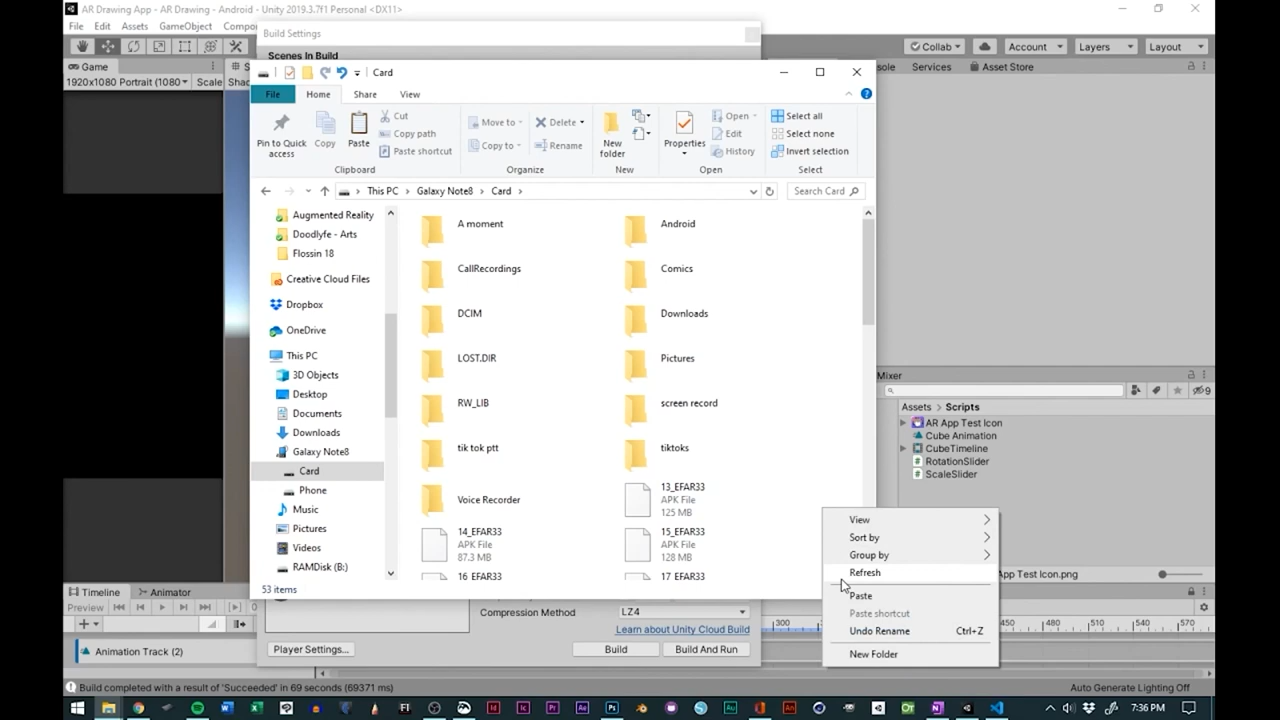 AR Drawing App - AR Drawing - Android - Unity 2019.3.7f1 Personal <DX11>
File Edit Assets GameObject Compo
Collab Account Layers Layout
Game
1920x1080 Portrait (1080 Scale Shad
sole Services Asset Store
Build Settings
Scenes In Build
Card
File Home Share View
Pin to Quick access
Copy
Paste
Cut
Copy path
Paste shortcut
Clipboard
Move to
Copy to
Delete
Rename
Organize
New folder
New
Properties
Open
Edit
History
Open
Select all
Select none
Invert selection
Select
This PC > Galaxy Note8 > Card >
Search Card
Augmented Reality
Doodlyfe - Arts
Flossin 18
Creative Cloud Files
Dropbox
OneDrive
This PC
3D Objects
Desktop
Documents
Downloads
Galaxy Note8
Card
Phone
Music
Pictures
Videos
RAMDisk (B:)
A moment
Android
CallRecordings
Comics
DCIM
Downloads
LOST.DIR
Pictures
RW_LIB
screen record
tik tok ptt
tiktoks
Voice Recorder
13_EFAR33
APK File
125 MB
14_EFAR33
APK File
87.3 MB
15_EFAR33
APK File
128 MB
16_EFAR33
17_EFAR33
53 items
View
Sort by
Group by
Refresh
Paste
Paste shortcut
Undo Rename Ctrl+Z
New Folder
Mixer
9
Assets > Scripts
AR App Test Icon
Cube Animation
CubeTimeline
RotationSlider
ScaleSlider
App Test Icon.png
Compression Method LZ4
Learn about Unity Cloud Build
Player Settings...
Build
Build And Run
Timeline Animator
Preview
300
450 480 510 540 570
Animation Track (2)
Build completed with a result of 'Succeeded' in 69 seconds (69371 ms)
Auto Generate Lighting Off
7:36 PM